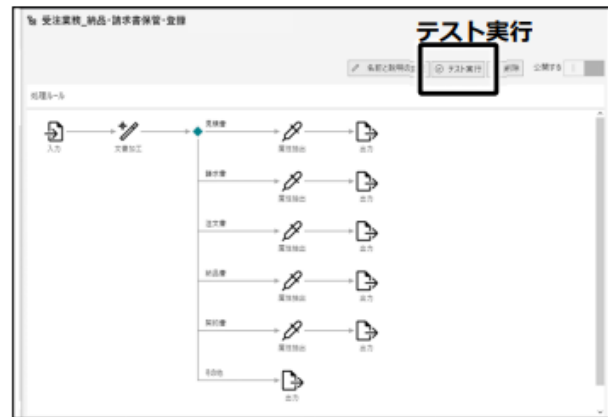 受注業務_納品・請求書保管・登録
テスト実行
名前と説明の
テスト実行
削除
公開する
処理ルール
入力
文書加工
見積書
属性抽出
出力
請求書
属性抽出
出力
注文書
属性抽出
出力
納品書
属性抽出
出力
契約書
属性抽出
出力
その他
出力